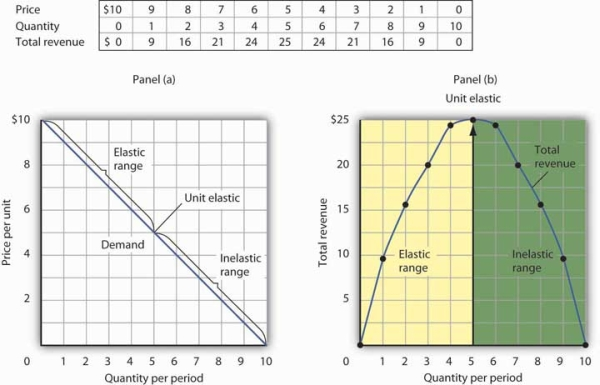 Price $10 9 8 7 6 5 4 3 2 1 0
Quantity 0 1 2 3 4 5 6 7 8 9 10
Total revenue $ 0 9 16 21 24 25 24 21 16 9 0
Panel (a)
$10
8
6
4
2
0 1 2 3 4 5 6 7 8 9 10
Price per unit
Quantity per period
Elastic
range
Unit elastic
Demand
Inelastic
range
Panel (b)
Unit elastic
$25
20
15
10
5
0 1 2 3 4 5 6 7 8 9 10
Total revenue
Quantity per period
Total
revenue
Elastic
range
Inelastic
range